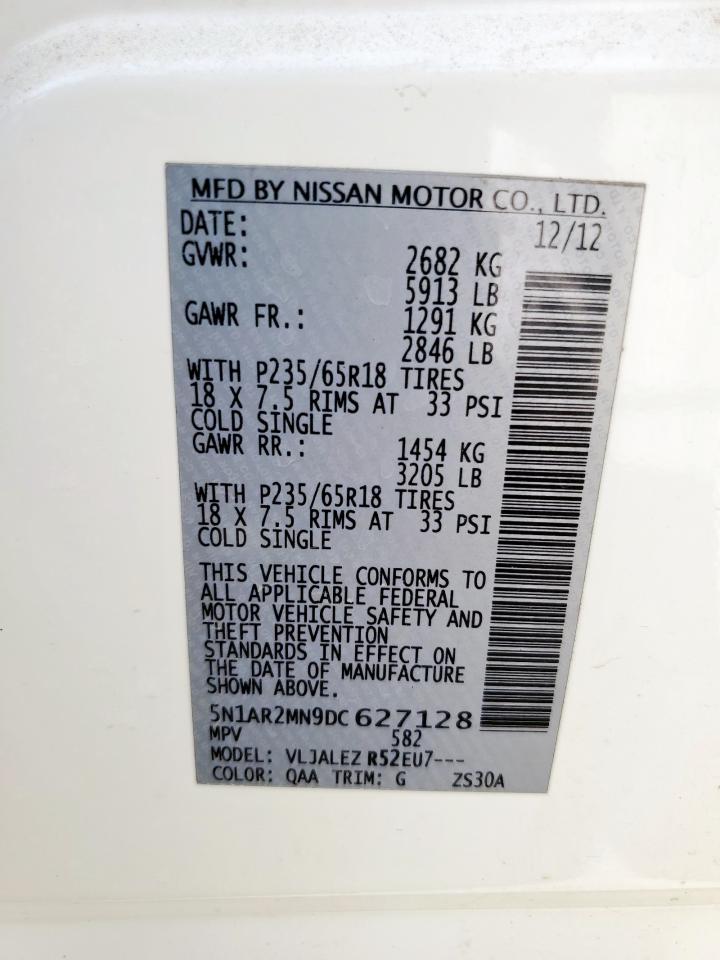 MFD BY NISSAN MOTOR CO., LTD.
DATE: 12/12
GVWR: 2682 KG
5913 LB
GAWR FR.: 1291 KG
2846 LB
WITH P235/65R18 TIRES
18 X 7.5 RIMS AT 33 PSI
COLD SINGLE
GAWR RR.: 1454 KG
3205 LB
WITH P235/65R18 TIRES
18 X 7.5 RIMS AT 33 PSI
COLD SINGLE
THIS VEHICLE CONFORMS TO
ALL APPLICABLE FEDERAL
MOTOR VEHICLE SAFETY AND
THEFT PREVENTION
STANDARDS IN EFFECT ON
THE DATE OF MANUFACTURE
SHOWN ABOVE.
5N1AR2MN9DC627128
MPV 582
MODEL: VLJALEZ R52EU7---
COLOR: QAA TRIM: G ZS30A